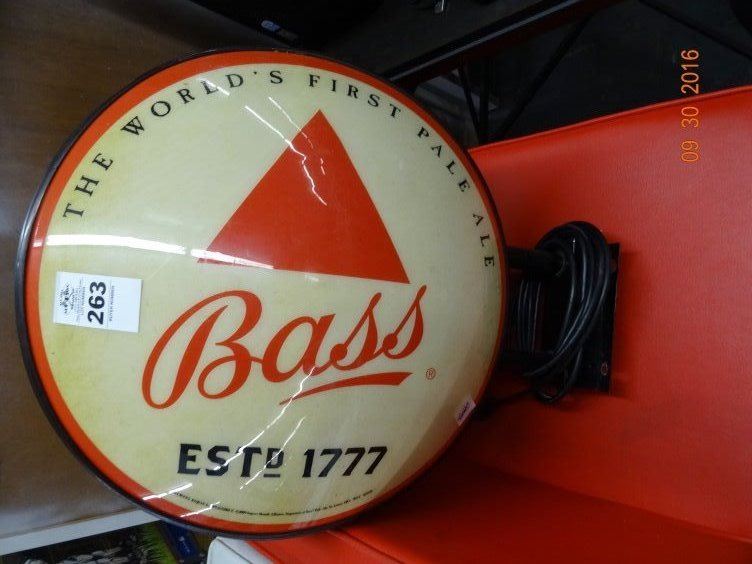 THE WORLD'S FIRST PALE ALE
Bass
®
ESTD 1777
263
09 30 2016